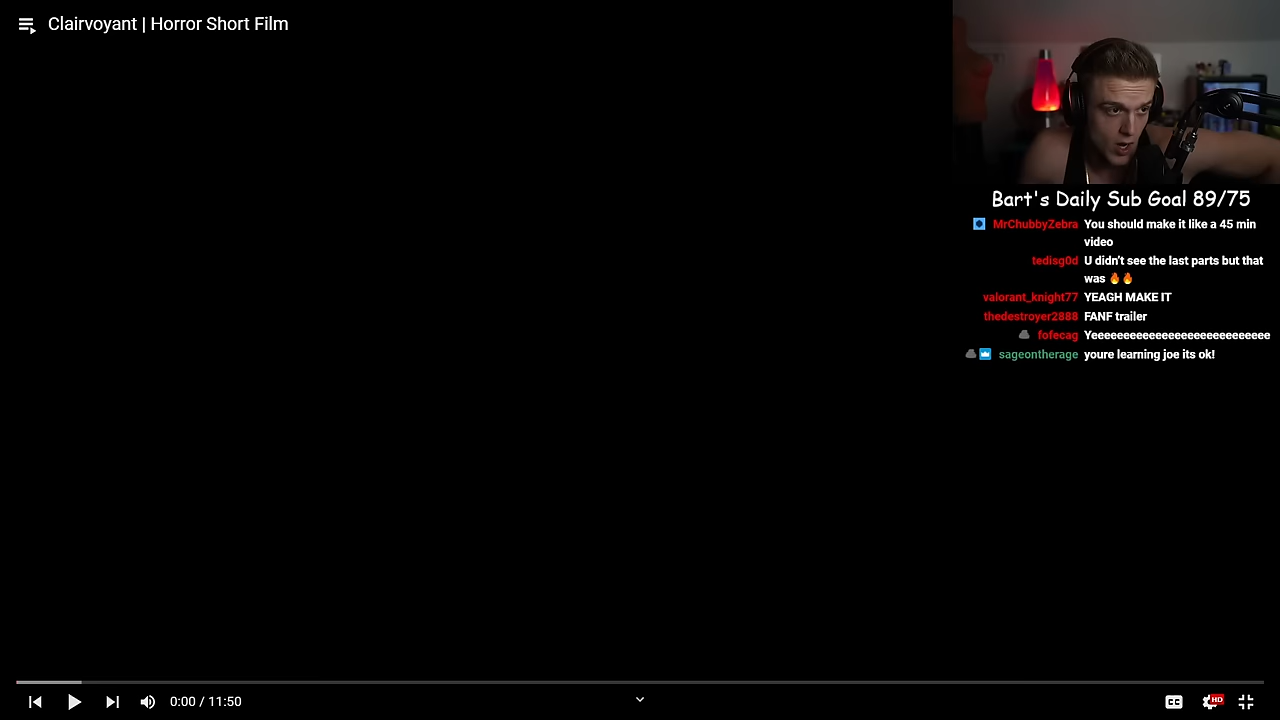 Clairvoyant | Horror Short Film
Bart's Daily Sub Goal 89/75
MrChubbyZebra You should make it like a 45 min
video
tedisg0d U didn't see the last parts but that
was 🔥🔥
valorant_knight77 YEAGH MAKE IT
thedestroyer2888 FANF trailer
fofecag Yeeeeeeeeeeeeeeeeeeeeeeeeeee
sageontherage youre learning joe its ok!
0:00 / 11:50
CC
HD